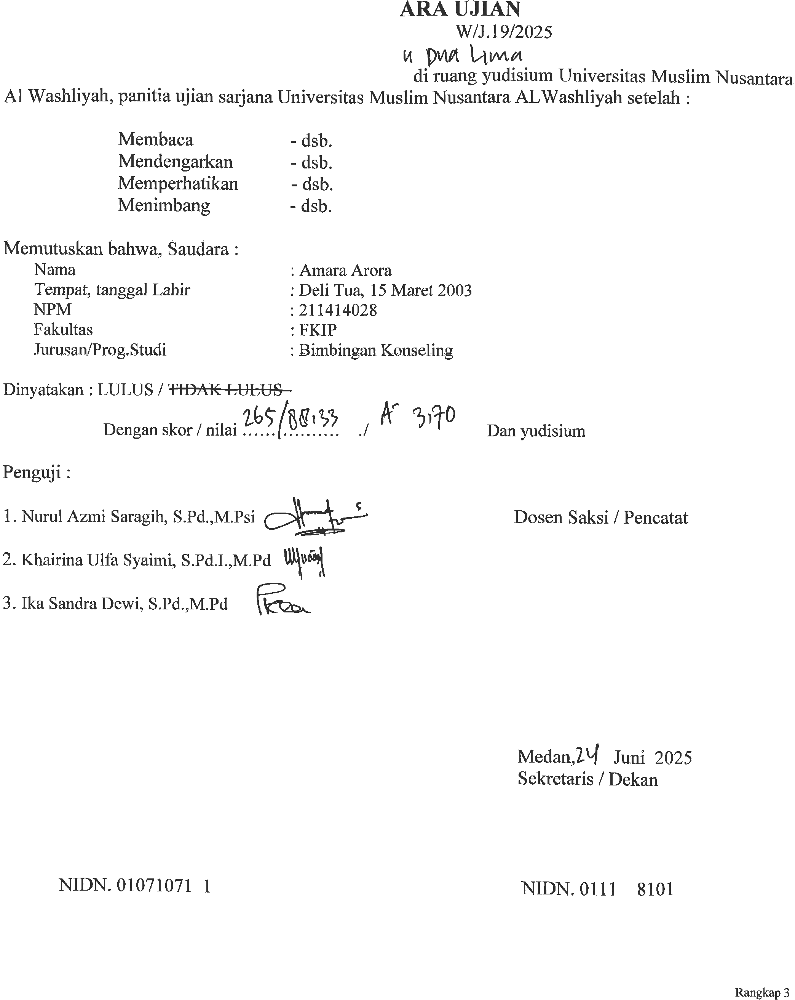 ARA UJIAN
W/J.19/2025
u Dua Lima
di ruang yudisium Universitas Muslim Nusantara
Al Washliyah, panitia ujian sarjana Universitas Muslim Nusantara ALWashliyah setelah :
Membaca - dsb.
Mendengarkan - dsb.
Memperhatikan - dsb.
Menimbang - dsb.
Memutuskan bahwa, Saudara :
Nama : Amara Arora
Tempat, tanggal Lahir : Deli Tua, 15 Maret 2003
NPM : 211414028
Fakultas : FKIP
Jurusan/Prog.Studi : Bimbingan Konseling
Dinyatakan : LULUS / TIDAK LULUS
Dengan skor / nilai 265/88,33 ./ A- 3,70 Dan yudisium
Penguji :
1. Nurul Azmi Saragih, S.Pd.,M.Psi Dosen Saksi / Pencatat
2. Khairina Ulfa Syaimi, S.Pd.I.,M.Pd
3. Ika Sandra Dewi, S.Pd.,M.Pd
Medan, 24 Juni 2025
Sekretaris / Dekan
NIDN. 01071071 1 NIDN. 0111 8101
Rangkap 3